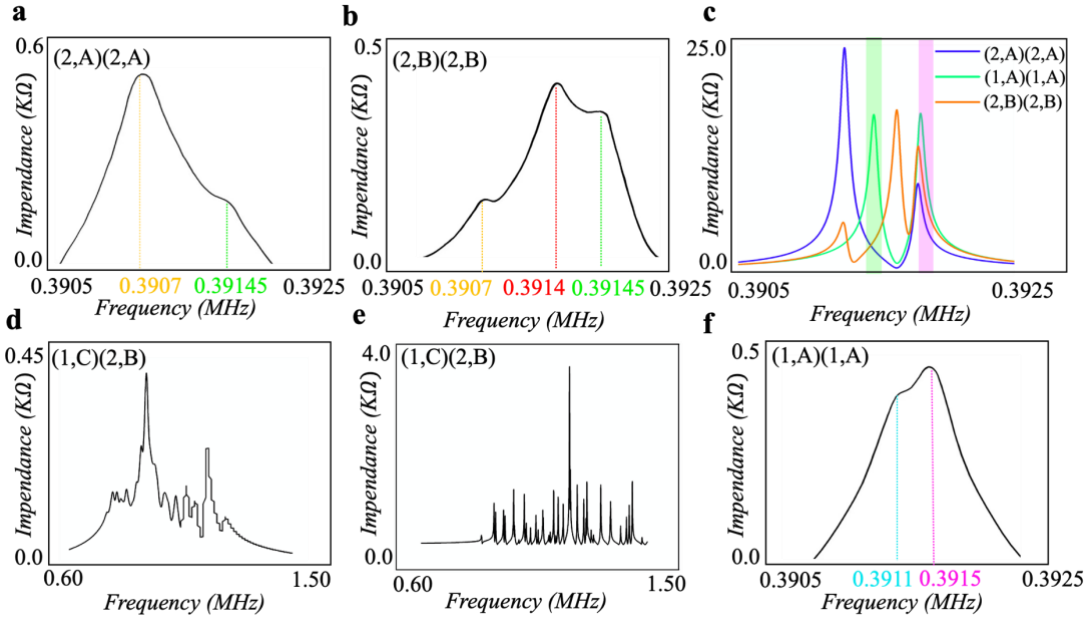 a
0.6
(2,A)(2,A)
Impendance (KΩ)
0.0
0.3905 0.3907 0.39145 0.3925
Frequency (MHz)
b
0.5
(2,B)(2,B)
Impendance (KΩ)
0.0
0.3905 0.3907 0.3914 0.39145 0.3925
Frequency (MHz)
c
25.0
(2,A)(2,A)
(1,A)(1,A)
(2,B)(2,B)
Impendance (KΩ)
0.0
0.3905 0.3925
Frequency (MHz)
d
0.45
(1,C)(2,B)
Impendance (KΩ)
0.0
0.60 1.50
Frequency (MHz)
e
4.0
(1,C)(2,B)
Impendance (KΩ)
0.0
0.60 1.50
Frequency (MHz)
f
0.5
(1,A)(1,A)
Impendance (KΩ)
0.0
0.3905 0.3911 0.3915 0.3925
Frequency (MHz)